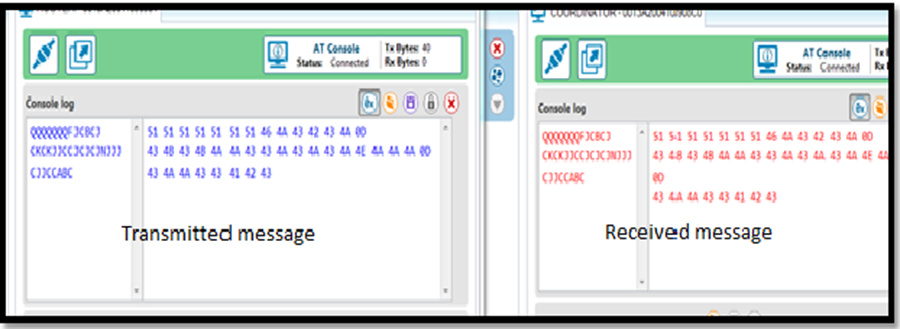 AT Console
Status: Connected
Tx Bytes: 40
Rx Bytes: 0
Console log
QQQQQQQFJCBCJ
CKCKJJCCJCJCJNJJJ
CJJCCABC
51 51 51 51 51 51 51 46 4A 43 42 43 4A 0D
43 4B 43 4B 4A 4A 43 43 4A 43 4A 43 4A 4E 4A 4A 4A 0D
43 4A 4A 43 43 41 42 43
Transmitted message
COORDINATOR -
AT Console
Status: Connected
Console log
QQQQQQQFJCBCJ
CKCKJJCCJCJCJNJJJ
CJJCCABC
51 51 51 51 51 51 51 46 4A 43 42 43 4A 0D
43 4B 43 4B 4A 4A 43 43 4A 43 4A 43 4A 4E 4A
0D
43 4A 4A 43 43 41 42 43
Received message